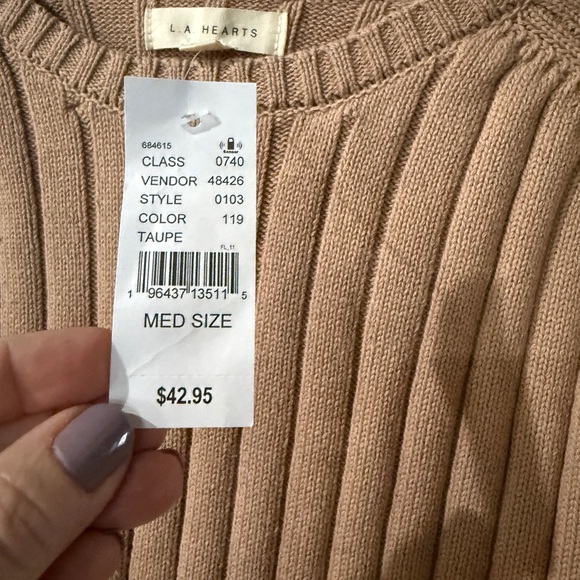 L.A. HEARTS
684615
Sensor
CLASS 0740
VENDOR 48426
STYLE 0103
COLOR 119
TAUPE
FL_11
1 96437 13511 5
MED SIZE
$42.95